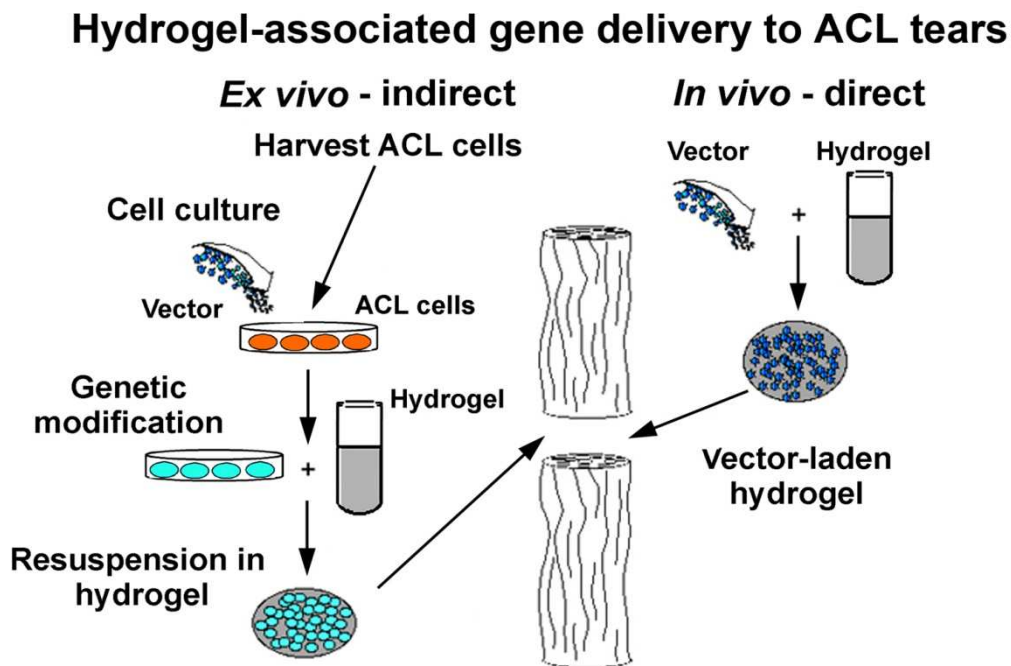 Hydrogel-associated gene delivery to ACL tears
Ex vivo - indirect
Harvest ACL cells
Cell culture
Vector
ACL cells
Genetic
modification
Hydrogel
+
Resuspension in
hydrogel
In vivo - direct
Vector
Hydrogel
+
Vector-laden
hydrogel